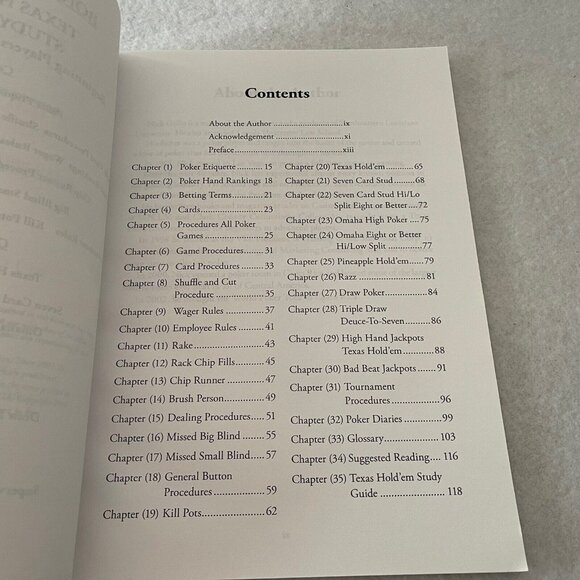 Contents
About the Author..............................ix
Acknowledgement ..........................xi
Preface...........................................xiii
Chapter (1) Poker Etiquette .......... 15
Chapter (2) Poker Hand Rankings 18
Chapter (3) Betting Terms............21
Chapter (4) Cards.......................23
Chapter (5) Procedures All Poker
Games .....................25
Chapter (6) Game Procedures......31
Chapter (7) Card Procedures .......33
Chapter (8) Shuffle and Cut
Procedure .................35
Chapter (9) Wager Rules .............37
Chapter (10) Employee Rules .......41
Chapter (11) Rake.......................43
Chapter (12) Rack Chip Fills..........45
Chapter (13) Chip Runner ............47
Chapter (14) Brush Person............49
Chapter (15) Dealing Procedures...51
Chapter (16) Missed Big Blind ......55
Chapter (17) Missed Small Blind....57
Chapter (18) General Button
Procedures ................59
Chapter (19) Kill Pots...................62
Chapter (20) Texas Hold'em ...........65
Chapter (21) Seven Card Stud .........68
Chapter (22) Seven Card Stud Hi/Lo
Split Eight or Better.....72
Chapter (23) Omaha High Poker ....75
Chapter (24) Omaha Eight or Better
Hi/Low Split ...............77
Chapter (25) Pineapple Hold'em.....79
Chapter (26) Razz ........................81
Chapter (27) Draw Poker ..............84
Chapter (28) Triple Draw
Deuce-To-Seven .........86
Chapter (29) High Hand Jackpots
Texas Hold'em............88
Chapter (30) Bad Beat Jackpots......91
Chapter (31) Tournament
Procedures................96
Chapter (32) Poker Diaries ............99
Chapter (33) Glossary ................103
Chapter (34) Suggested Reading.... 116
Chapter (35) Texas Hold'em Study
Guide ...................... 118